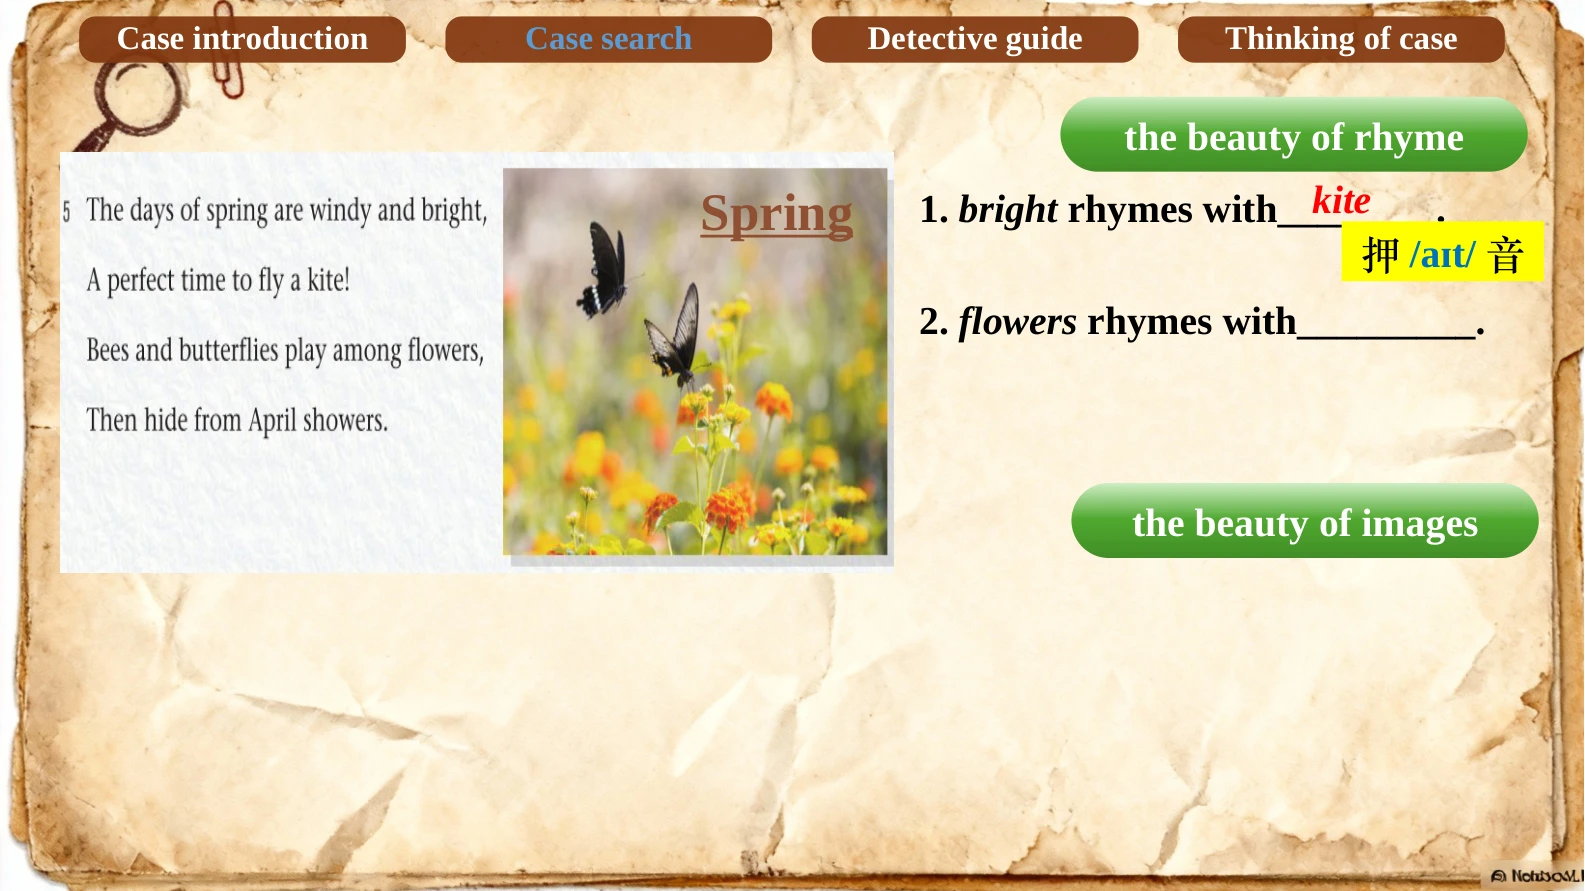 Case introduction
Case search
Detective guide
Thinking of case
the beauty of rhyme
5 The days of spring are windy and bright,
A perfect time to fly a kite!
Bees and butterflies play among flowers,
Then hide from April showers.
Spring
1. bright rhymes with kite.
押 /aɪt/ 音
2. flowers rhymes with_________.
the beauty of images